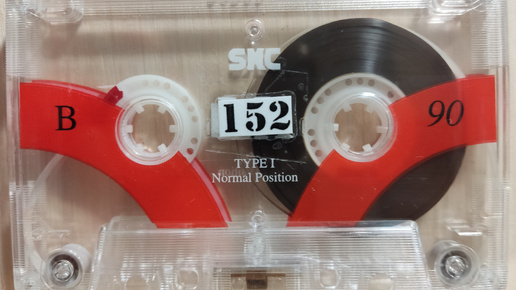 SKC
B
152
90
TYPE I
Normal Position